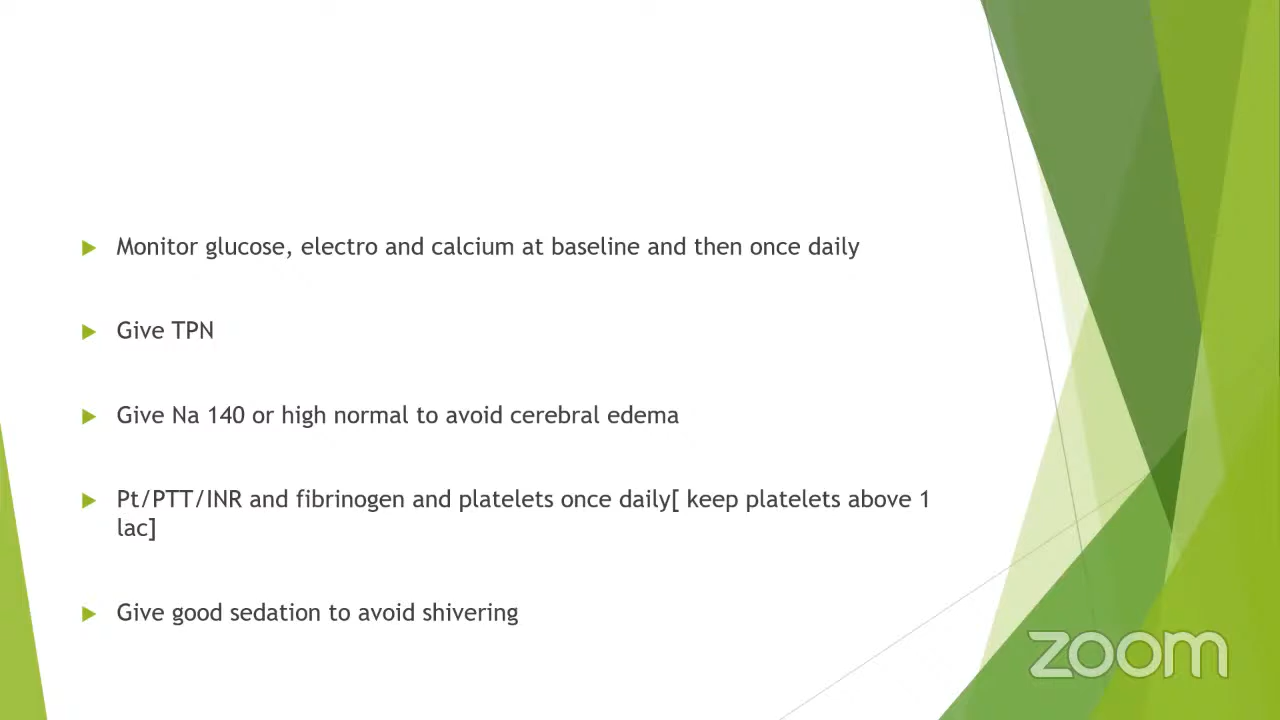 Monitor glucose, electro and calcium at baseline and then once daily
Give TPN
Give Na 140 or high normal to avoid cerebral edema
Pt/PTT/INR and fibrinogen and platelets once daily[ keep platelets above 1
lac]
Give good sedation to avoid shivering
zoom